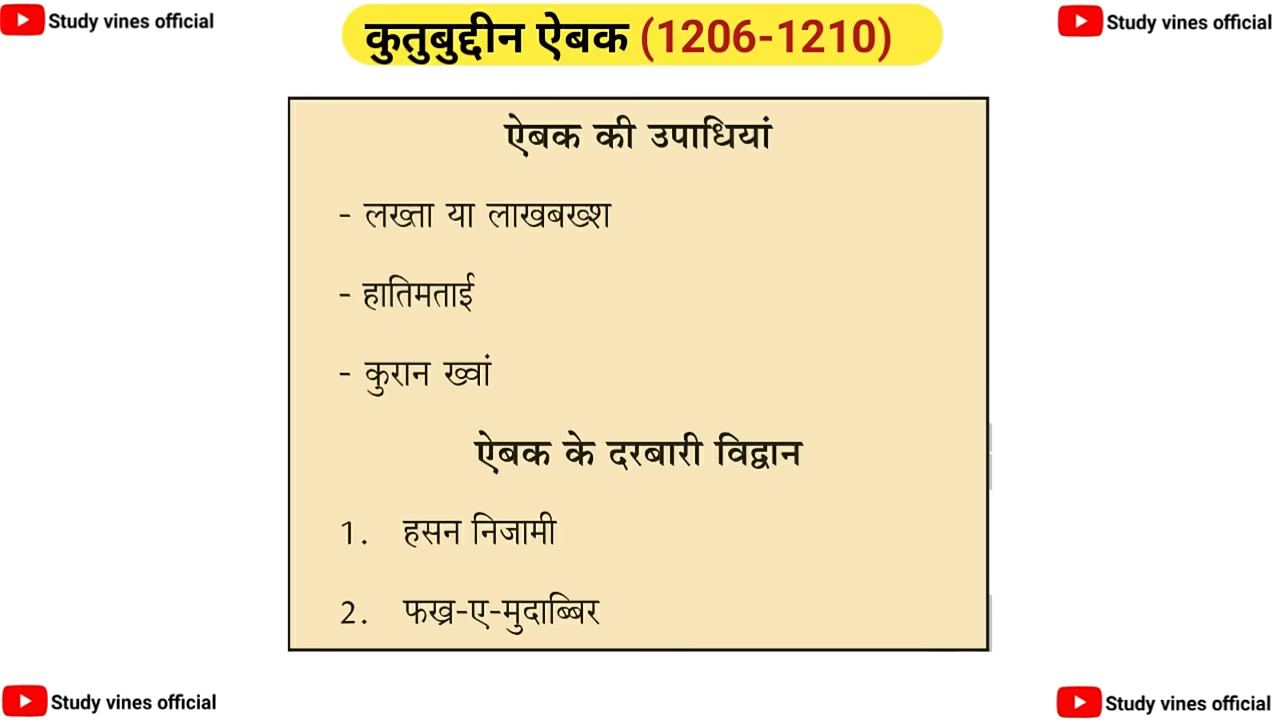 Study vines official
कुतुबुद्दीन ऐबक (1206-1210)
Study vines official
ऐबक की उपाधियां
- लख्ता या लाखबख्श
- हातिमताई
- कुरान ख्वां
ऐबक के दरबारी विद्वान
1. हसन निजामी
2. फख्र-ए-मुदाब्बिर
Study vines official
Study vines official